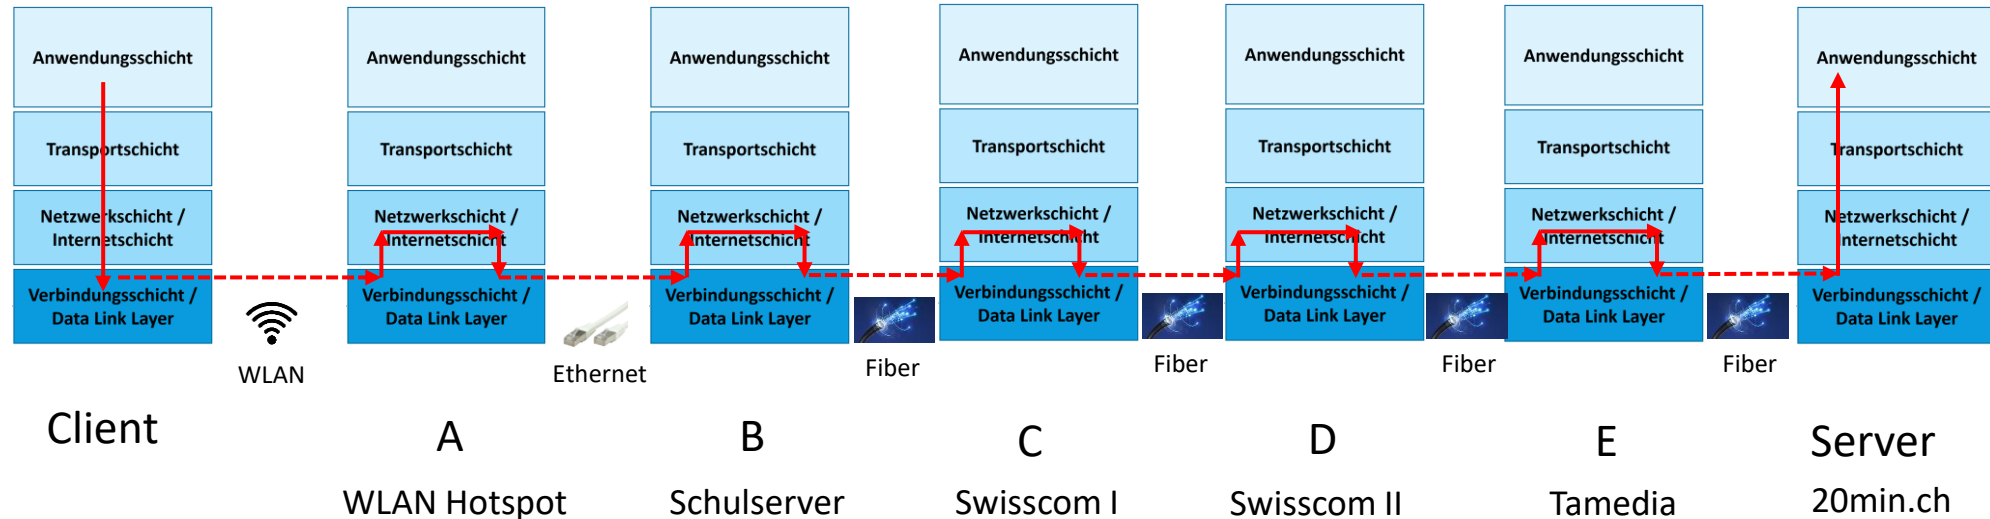 Anwendungsschicht
Transportschicht
Netzwerkschicht /
Internetschicht
Verbindungsschicht /
Data Link Layer
WLAN
Client
Anwendungsschicht
Transportschicht
Netzwerkschicht /
Internetschicht
Verbindungsschicht /
Data Link Layer
Ethernet
A
WLAN Hotspot
Anwendungsschicht
Transportschicht
Netzwerkschicht /
Internetschicht
Verbindungsschicht /
Data Link Layer
Fiber
B
Schulserver
Anwendungsschicht
Transportschicht
Netzwerkschicht /
Internetschicht
Verbindungsschicht /
Data Link Layer
Fiber
C
Swisscom I
Anwendungsschicht
Transportschicht
Netzwerkschicht /
Internetschicht
Verbindungsschicht /
Data Link Layer
Fiber
D
Swisscom II
Anwendungsschicht
Transportschicht
Netzwerkschicht /
Internetschicht
Verbindungsschicht /
Data Link Layer
Fiber
E
Tamedia
Anwendungsschicht
Transportschicht
Netzwerkschicht /
Internetschicht
Verbindungsschicht /
Data Link Layer
Server
20min.ch